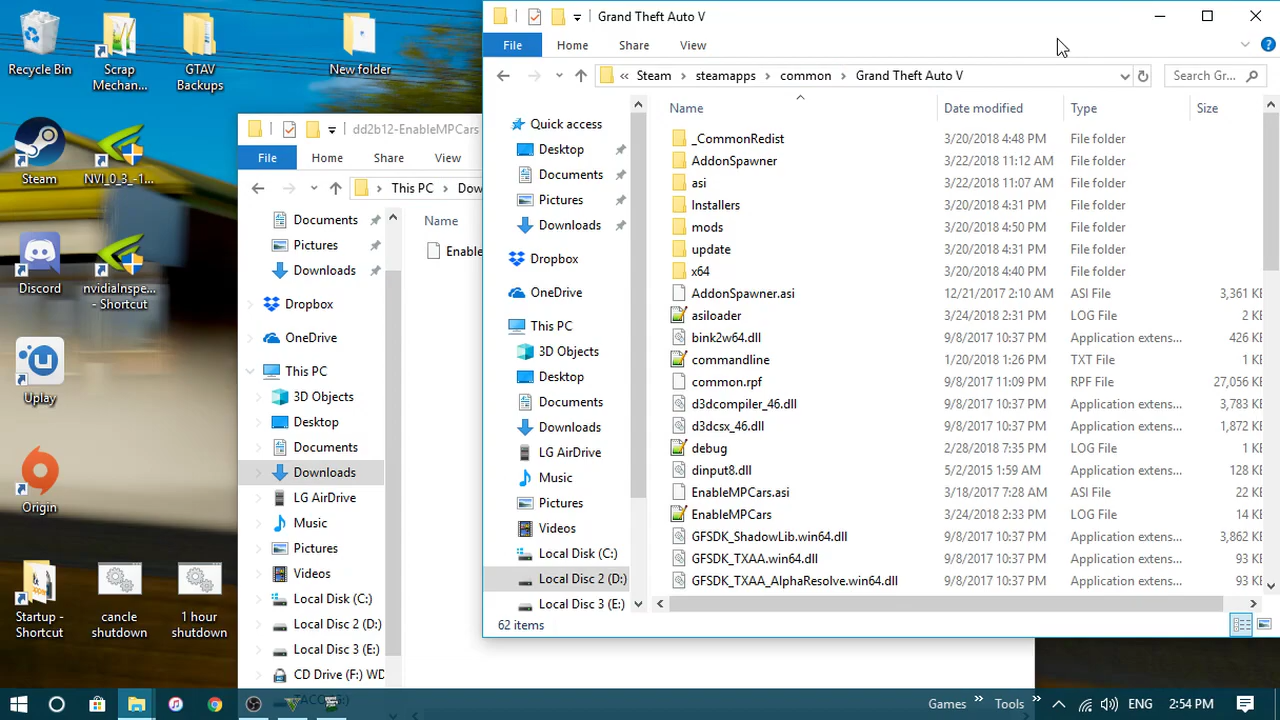 Recycle Bin
Scrap
Mechan...
GTAV
Backups
New folder
Steam
NVI_0_3_-1...
Discord
nvidiaInspe...
- Shortcut
Uplay
Origin
Startup -
Shortcut
cancle
shutdown
1 hour
shutdown
dd2b12-EnableMPCars
File
Home
Share
View
This PC
Dow
Name
Documents
Pictures
Downloads
Enable
Dropbox
OneDrive
This PC
3D Objects
Desktop
Documents
Downloads
LG AirDrive
Music
Pictures
Videos
Local Disk (C:)
Local Disc 2 (D:)
Local Disc 3 (E:)
CD Drive (F:) WD
Grand Theft Auto V
File
Home
Share
View
Steam
steamapps
common
Grand Theft Auto V
Search Gr...
Quick access
Desktop
Documents
Pictures
Downloads
Dropbox
OneDrive
This PC
3D Objects
Desktop
Documents
Downloads
LG AirDrive
Music
Pictures
Videos
Local Disk (C:)
Local Disc 2 (D:)
Local Disc 3 (E:)
Name Date modified Type Size
_CommonRedist 3/20/2018 4:48 PM File folder
AddonSpawner 3/22/2018 11:12 AM File folder
asi 3/22/2018 11:07 AM File folder
Installers 3/20/2018 4:31 PM File folder
mods 3/20/2018 4:50 PM File folder
update 3/20/2018 4:31 PM File folder
x64 3/20/2018 4:40 PM File folder
AddonSpawner.asi 12/21/2017 2:10 AM ASI File 3,361 KB
asiloader 3/24/2018 2:31 PM LOG File 2 KB
bink2w64.dll 9/8/2017 10:37 PM Application extens... 426 KB
commandline 1/20/2018 1:26 PM TXT File 1 KB
common.rpf 9/8/2017 11:09 PM RPF File 27,056 KB
d3dcompiler_46.dll 9/8/2017 10:37 PM Application extens... 3,783 KB
d3dcsx_46.dll 9/8/2017 10:37 PM Application extens... 1,872 KB
debug 2/28/2018 7:35 PM LOG File 1 KB
dinput8.dll 5/2/2015 1:59 AM Application extens... 128 KB
EnableMPCars.asi 3/18/2017 7:28 AM ASI File 22 KB
EnableMPCars 3/24/2018 2:33 PM LOG File 14 KB
GFSDK_ShadowLib.win64.dll 9/8/2017 10:37 PM Application extens... 3,862 KB
GFSDK_TXAA.win64.dll 9/8/2017 10:37 PM Application extens... 93 KB
GFSDK_TXAA_AlphaResolve.win64.dll 9/8/2017 10:37 PM Application extens... 93 KB
62 items
Games
Tools
ENG
2:54 PM